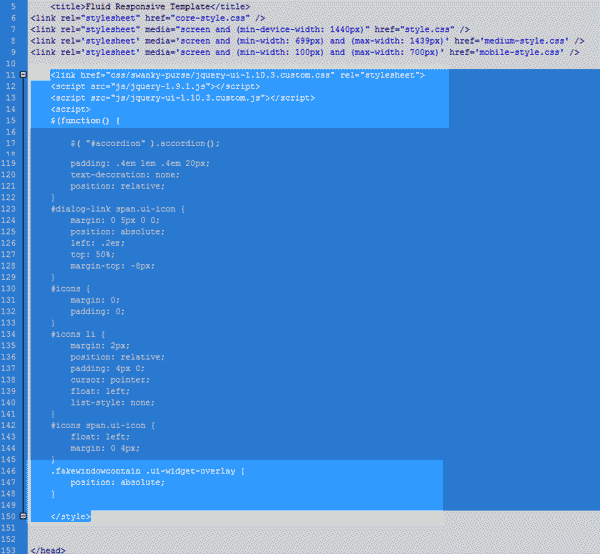 5 <title>Fluid Responsive Template</title>
6 <link rel="stylesheet" href="core-style.css" />
7 <link rel="stylesheet" media="screen and (min-device-width: 1440px)" href="style.css" />
8 <link rel='stylesheet' media='screen and (min-width: 699px) and (max-width: 1439px)' href='medium-style.css' />
9 <link rel='stylesheet' media='screen and (min-width: 100px) and (max-width: 700px)' href='mobile-style.css' />
10
11 <link href="css/swanky-purse/jquery-ui-1.10.3.custom.css" rel="stylesheet">
12 <script src="js/jquery-1.9.1.js"></script>
13 <script src="js/jquery-ui-1.10.3.custom.js"></script>
14 <script>
15 $(function() {
16
17 $( "#accordion" ).accordion();
18
119 padding: .4em 1em .4em 20px;
120 text-decoration: none;
121 position: relative;
122 }
123 #dialog-link span.ui-icon {
124 margin: 0 5px 0 0;
125 position: absolute;
126 left: .2em;
127 top: 50%;
128 margin-top: -8px;
129 }
130 #icons {
131 margin: 0;
132 padding: 0;
133 }
134 #icons li {
135 margin: 2px;
136 position: relative;
137 padding: 4px 0;
138 cursor: pointer;
139 float: left;
140 list-style: none;
141 }
142 #icons span.ui-icon {
143 float: left;
144 margin: 0 4px;
145 }
146 .fakewindowcontain .ui-widget-overlay {
147 position: absolute;
148 }
149
150 </style>
151
152
153 </head>